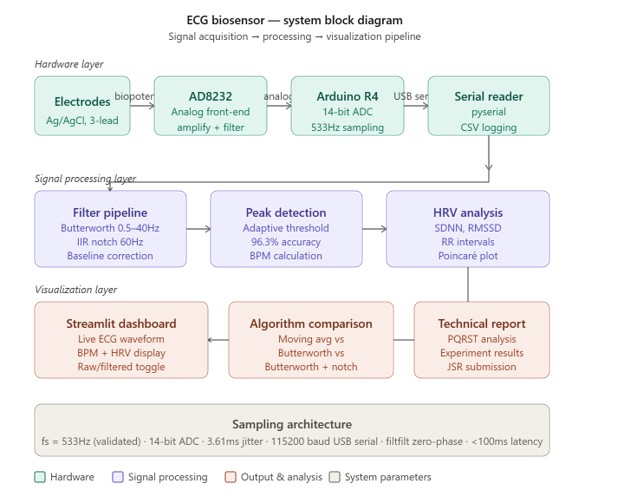 ECG biosensor — system block diagram
Signal acquisition → processing → visualization pipeline
Hardware layer
Electrodes
Ag/AgCl, 3-lead
AD8232
Analog front-end
amplify + filter
Arduino R4
14-bit ADC
533Hz sampling
USB ser
Serial reader
pyserial
CSV logging
Signal processing layer
Filter pipeline
Butterworth 0.5–40Hz
IIR notch 60Hz
Baseline correction
Peak detection
Adaptive threshold
96.3% accuracy
BPM calculation
HRV analysis
SDNN, RMSSD
RR intervals
Poincaré plot
Visualization layer
Streamlit dashboard
Live ECG waveform
BPM + HRV display
Raw/filtered toggle
Algorithm comparison
Moving avg vs
Butterworth vs
Butterworth + notch
Technical report
PQRST analysis
Experiment results
JSR submission
Sampling architecture
fs = 533Hz (validated) · 14-bit ADC · 3.61ms jitter · 115200 baud USB serial · filtfilt zero-phase · <100ms latency
Hardware
Signal processing
Output & analysis
System parameters